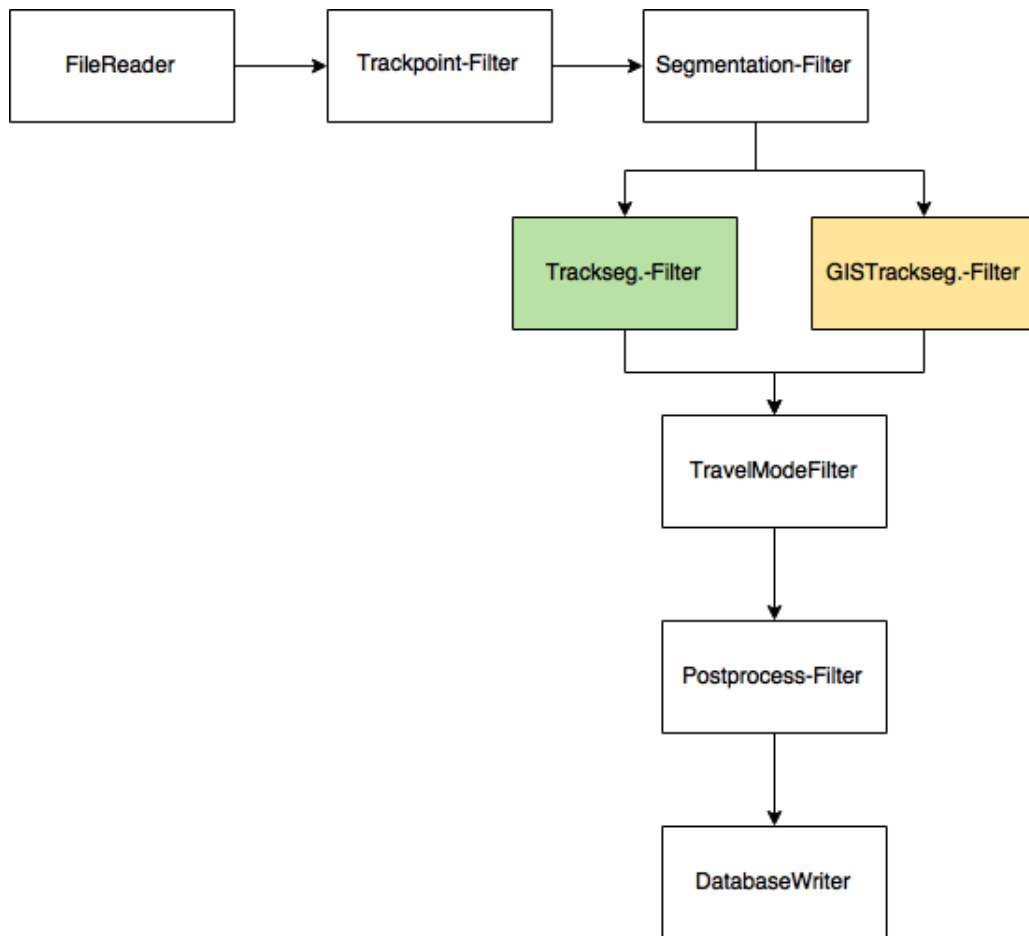 FileReader
Trackpoint-Filter
Segmentation-Filter
Trackseg.-Filter
GISTrackseg.-Filter
TravelModeFilter
Postprocess-Filter
DatabaseWriter